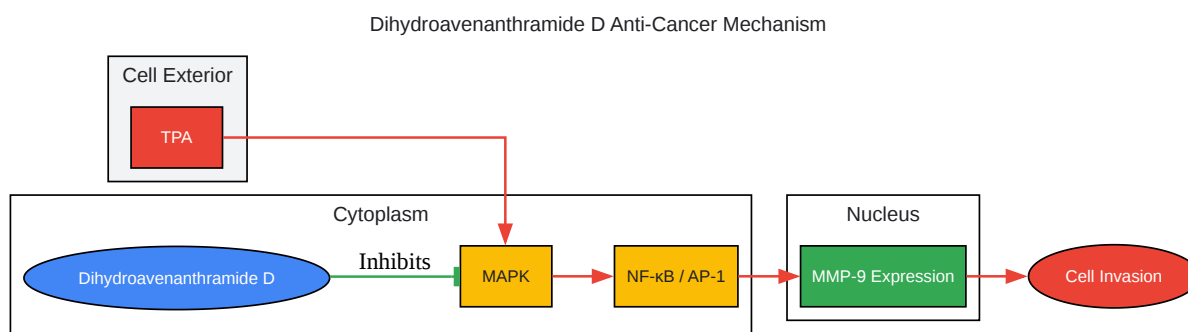 Dihydroavenanthramide D Anti-Cancer Mechanism
Cell Exterior
TPA
Cytoplasm
Nucleus
Dihydroavenanthramide D
Inhibits
MAPK
NF-κB / AP-1
MMP-9 Expression
Cell Invasion